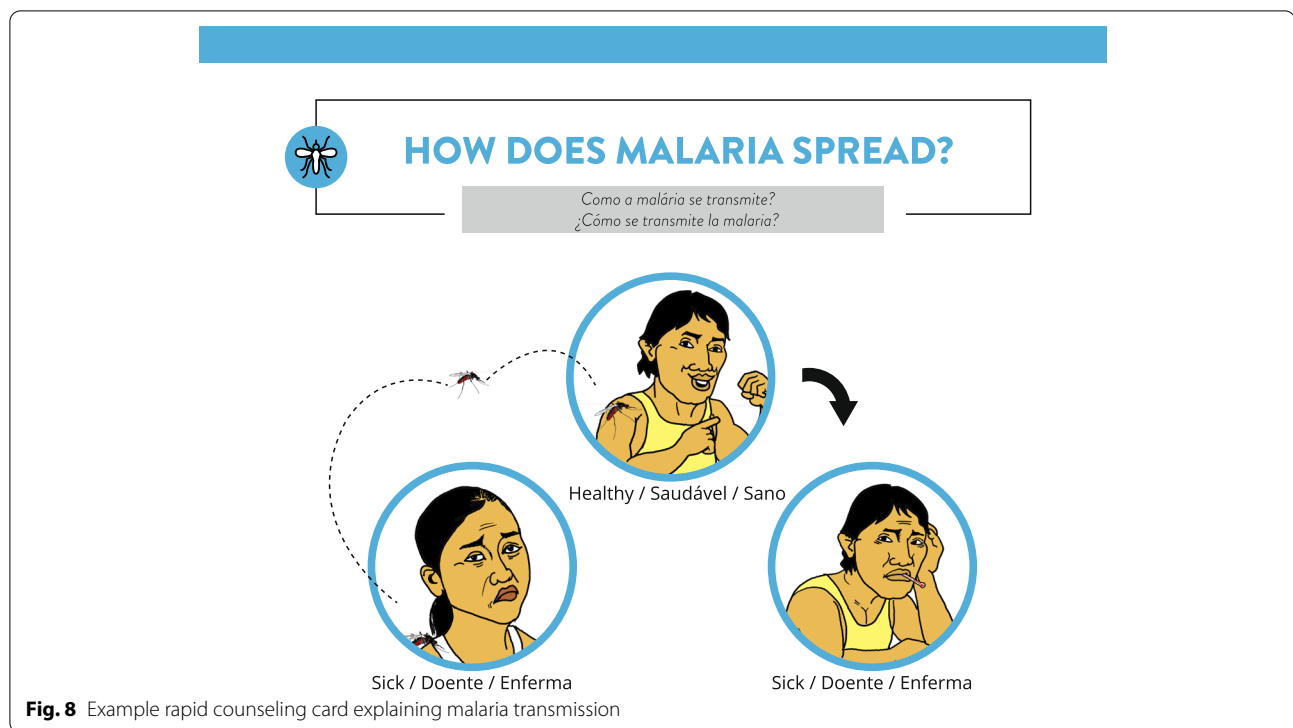 HOW DOES MALARIA SPREAD?
Como a malária se transmite?
¿Cómo se transmite la malaria?
Healthy / Saudável / Sano
Sick / Doente / Enferma
Sick / Doente / Enferma
Fig. 8 Example rapid counseling card explaining malaria transmission